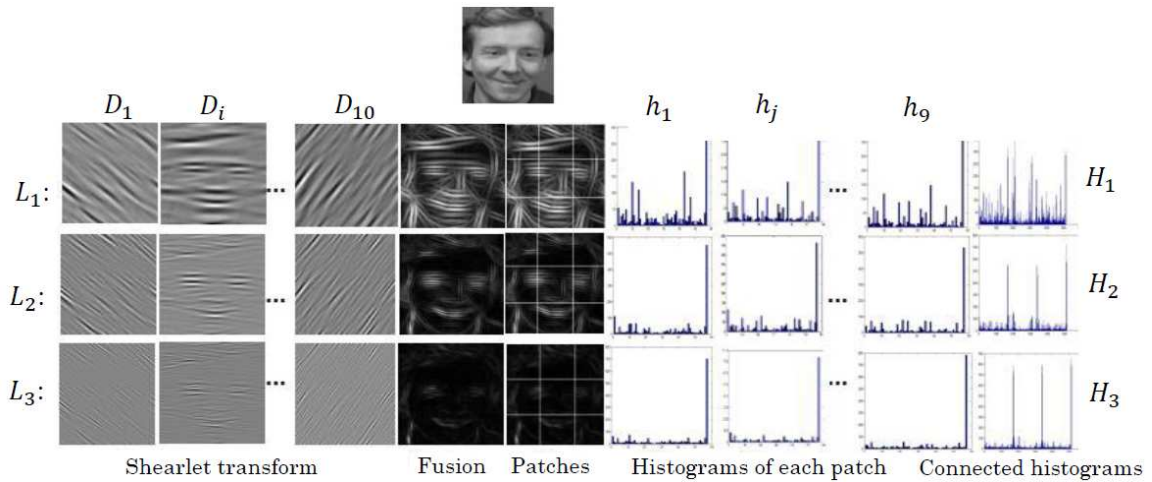 D₁ Dᵢ D₁₀ h₁ hⱼ h₉
L₁: ... ... H₁
L₂: ... ... H₂
L₃: ... ... H₃
Shearlet transform Fusion Patches Histograms of each patch Connected histograms